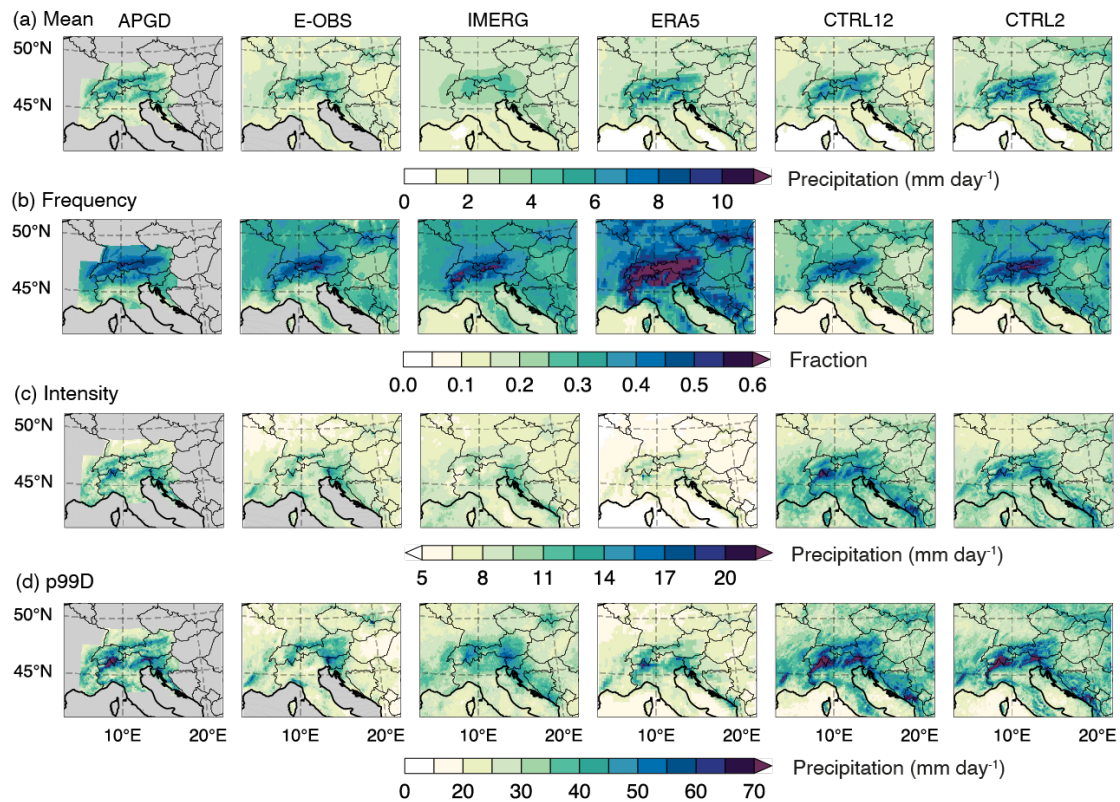 (a) Mean APGD E-OBS IMERG ERA5 CTRL12 CTRL2
50°N
45°N
0 2 4 6 8 10 Precipitation (mm day-1)
(b) Frequency
50°N
45°N
0.0 0.1 0.2 0.3 0.4 0.5 0.6 Fraction
(c) Intensity
50°N
45°N
5 8 11 14 17 20 Precipitation (mm day-1)
(d) p99D
50°N
45°N
10°E 20°E 10°E 20°E 10°E 20°E 10°E 20°E 10°E 20°E 10°E 20°E
0 20 30 40 50 60 70 Precipitation (mm day-1)